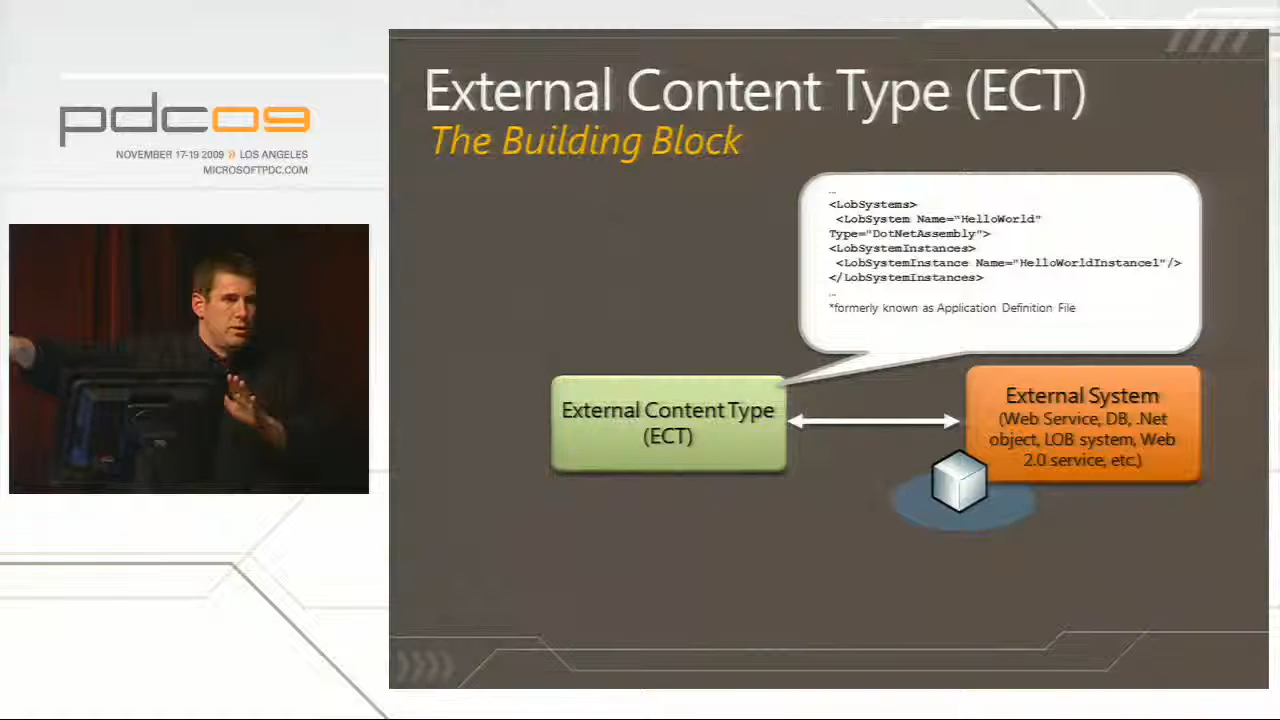 External Content Type (ECT)
The Building Block
pdc09
NOVEMBER 17-19 2009 » LOS ANGELES
MICROSOFTPDC.COM
...
<LobSystems>
<LobSystem Name="HelloWorld"
Type="DotNetAssembly">
<LobSystemInstances>
<LobSystemInstance Name="HelloWorldInstance1"/>
</LobSystemInstances>
...
*formerly known as Application Definition File
External Content Type
(ECT)
External System
(Web Service, DB, .Net
object, LOB system, Web
2.0 service, etc.)